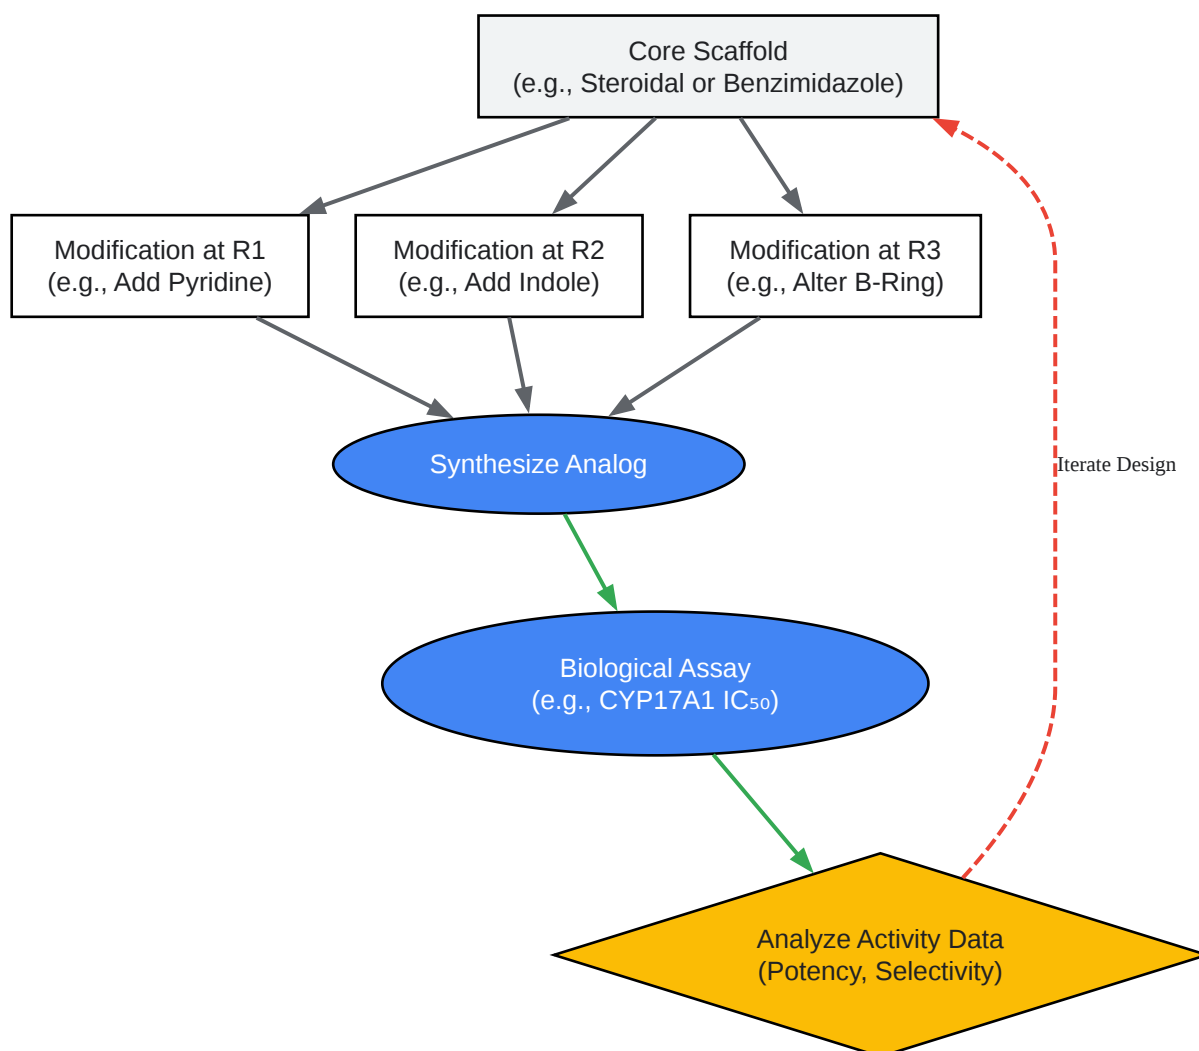 Core Scaffold
(e.g., Steroidal or Benzimidazole)
Modification at R1
(e.g., Add Pyridine)
Modification at R2
(e.g., Add Indole)
Modification at R3
(e.g., Alter B-Ring)
Synthesize Analog
Iterate Design
Biological Assay
(e.g., CYP17A1 IC₅₀)
Analyze Activity Data
(Potency, Selectivity)